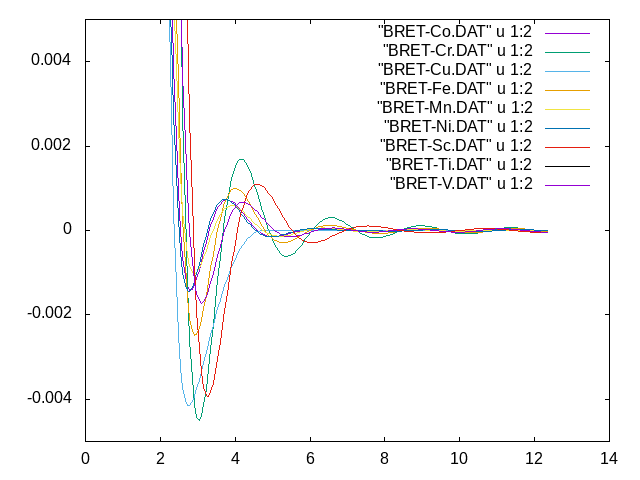 "BRET-Co.DAT" u 1:2
"BRET-Cr.DAT" u 1:2
"BRET-Cu.DAT" u 1:2
"BRET-Fe.DAT" u 1:2
"BRET-Mn.DAT" u 1:2
"BRET-Ni.DAT" u 1:2
"BRET-Sc.DAT" u 1:2
"BRET-Ti.DAT" u 1:2
"BRET-V.DAT" u 1:2
0.004
0.002
0
-0.002
-0.004
0 2 4 6 8 10 12 14